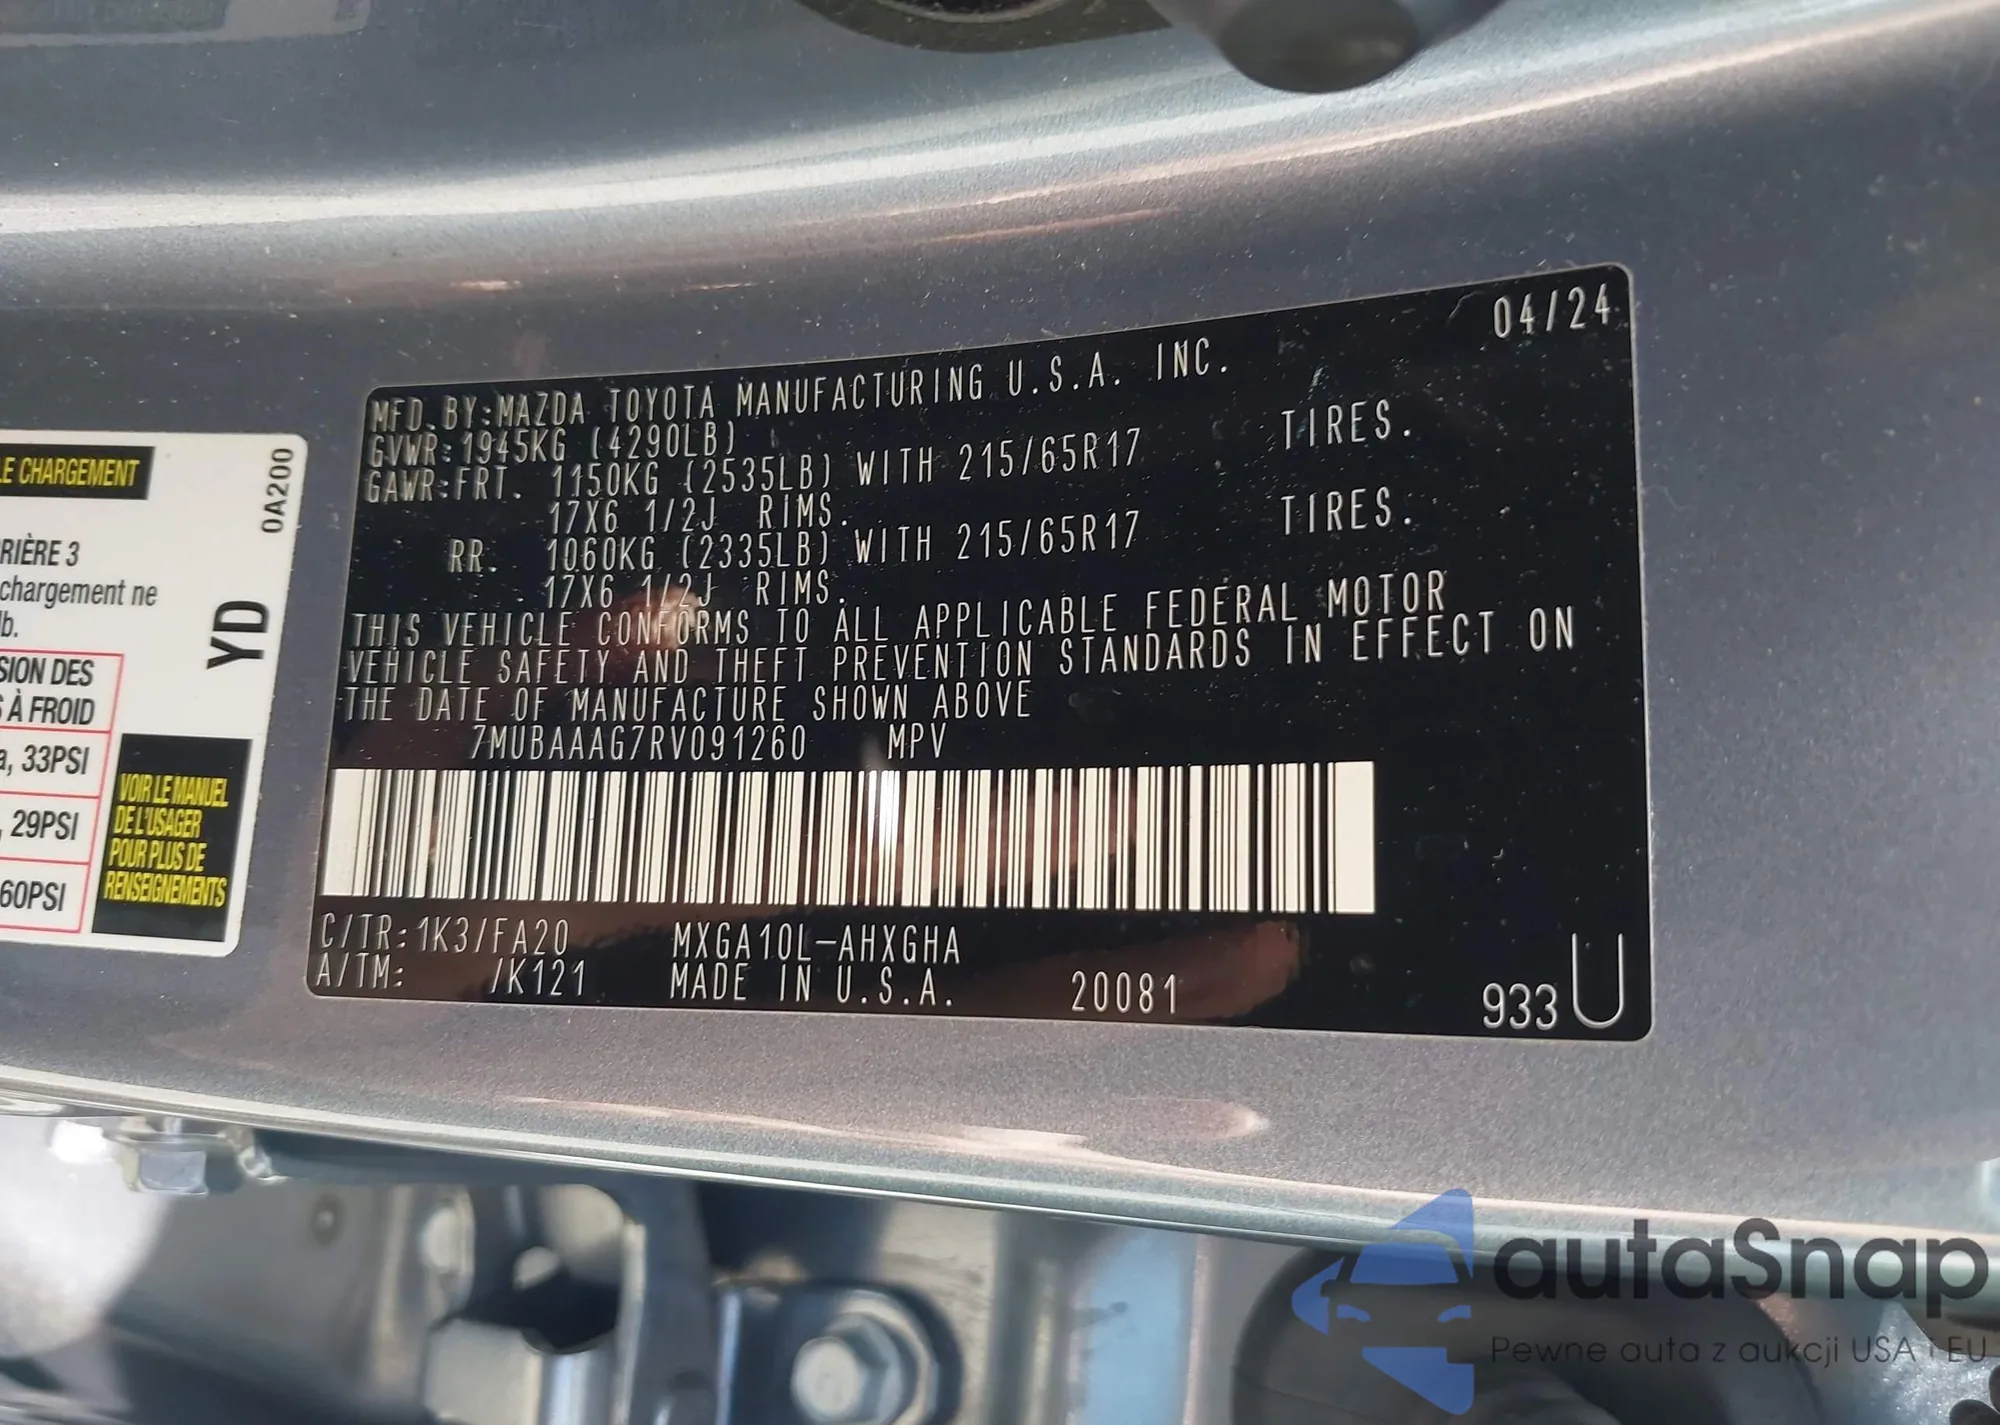 04/24
MFD. BY:MAZDA TOYOTA MANUFACTURING U.S.A. INC.
GVWR:1945KG (4290LB)
GAWR:FRT. 1150KG (2535LB) WITH 215/65R17 TIRES.
17X6 1/2J RIMS.
RR. 1060KG (2335LB) WITH 215/65R17 TIRES.
17X6 1/2J RIMS.
THIS VEHICLE CONFORMS TO ALL APPLICABLE FEDERAL MOTOR
VEHICLE SAFETY AND THEFT PREVENTION STANDARDS IN EFFECT ON
THE DATE OF MANUFACTURE SHOWN ABOVE
7MUBAAAG7RV091260 MPV
C/TR:1K3/FA20 MXGA10L-AHXGHA
A/TM: /K121 MADE IN U.S.A. 20081
933U
LE CHARGEMENT
0A200
RIÈRE 3
chargement ne
lb.
YD
SION DES
S À FROID
a, 33PSI
, 29PSI
60PSI
VOIR LE MANUEL
DE L'USAGER
POUR PLUS DE
RENSEIGNEMENTS
autaSnap
Pewne auta z aukcji USA i EU